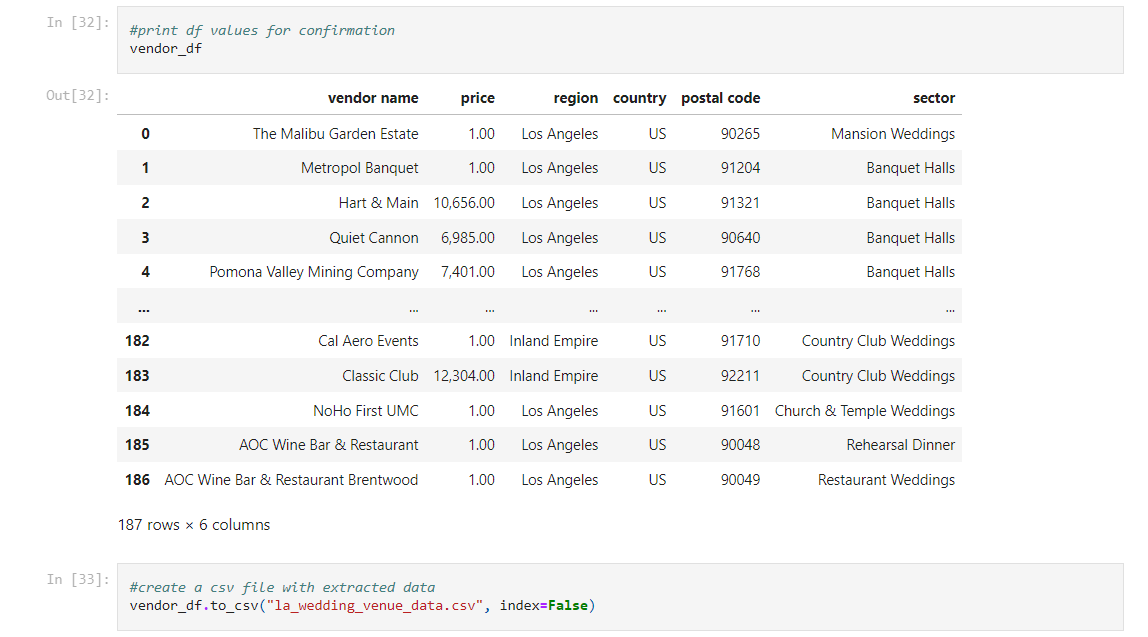 In [32]:
#print df values for confirmation
vendor_df
Out[32]:
vendor name price region country postal code sector
0 The Malibu Garden Estate 1.00 Los Angeles US 90265 Mansion Weddings
1 Metropol Banquet 1.00 Los Angeles US 91204 Banquet Halls
2 Hart & Main 10,656.00 Los Angeles US 91321 Banquet Halls
3 Quiet Cannon 6,985.00 Los Angeles US 90640 Banquet Halls
4 Pomona Valley Mining Company 7,401.00 Los Angeles US 91768 Banquet Halls
... ... ... ... ... ... ...
182 Cal Aero Events 1.00 Inland Empire US 91710 Country Club Weddings
183 Classic Club 12,304.00 Inland Empire US 92211 Country Club Weddings
184 NoHo First UMC 1.00 Los Angeles US 91601 Church & Temple Weddings
185 AOC Wine Bar & Restaurant 1.00 Los Angeles US 90048 Rehearsal Dinner
186 AOC Wine Bar & Restaurant Brentwood 1.00 Los Angeles US 90049 Restaurant Weddings
187 rows × 6 columns
In [33]:
#create a csv file with extracted data
vendor_df.to_csv("la_wedding_venue_data.csv", index=False)